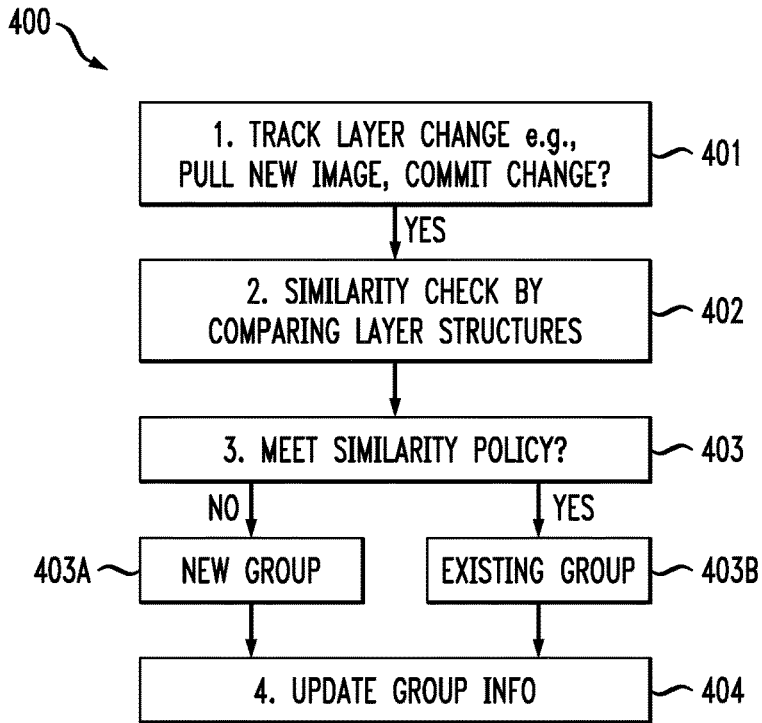 400
1. TRACK LAYER CHANGE e.g.,
PULL NEW IMAGE, COMMIT CHANGE?
401
YES
2. SIMILARITY CHECK BY
COMPARING LAYER STRUCTURES
402
3. MEET SIMILARITY POLICY?
403
NO
YES
403A
NEW GROUP
EXISTING GROUP
403B
4. UPDATE GROUP INFO
404